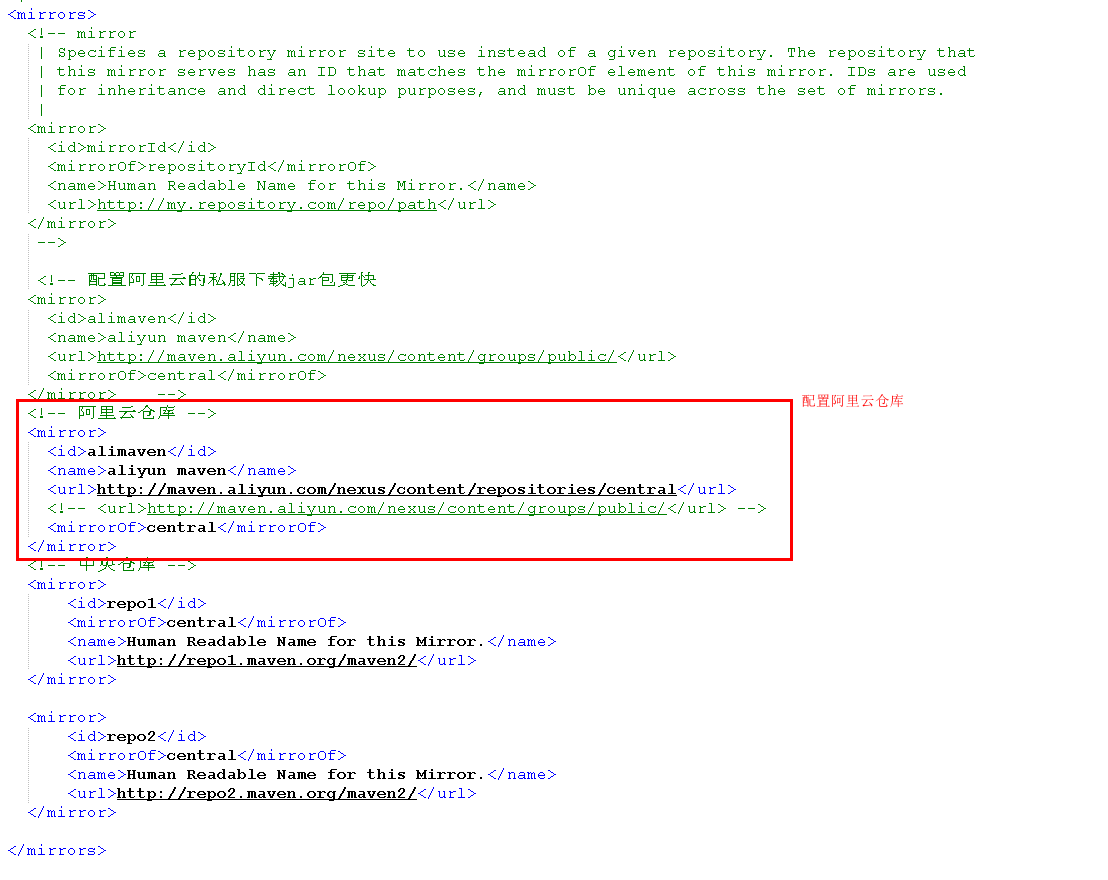 <mirrors>
<!-- mirror
| Specifies a repository mirror site to use instead of a given repository. The repository that
| this mirror serves has an ID that matches the mirrorOf element of this mirror. IDs are used
| for inheritance and direct lookup purposes, and must be unique across the set of mirrors.
|
<mirror>
<id>mirrorId</id>
<mirrorOf>repositoryId</mirrorOf>
<name>Human Readable Name for this Mirror.</name>
<url>http://my.repository.com/repo/path</url>
</mirror>
-->
<!-- 配置阿里云的私服下载jar包更快
<mirror>
<id>alimaven</id>
<name>aliyun maven</name>
<url>http://maven.aliyun.com/nexus/content/groups/public/</url>
<mirrorOf>central</mirrorOf>
</mirror> -->
配置阿里云仓库
<!-- 阿里云仓库 -->
<mirror>
<id>alimaven</id>
<name>aliyun maven</name>
<url>http://maven.aliyun.com/nexus/content/repositories/central</url>
<!-- <url>http://maven.aliyun.com/nexus/content/groups/public/</url> -->
<mirrorOf>central</mirrorOf>
</mirror>
<!-- 中央仓库 -->
<mirror>
<id>repo1</id>
<mirrorOf>central</mirrorOf>
<name>Human Readable Name for this Mirror.</name>
<url>http://repo1.maven.org/maven2/</url>
</mirror>
<mirror>
<id>repo2</id>
<mirrorOf>central</mirrorOf>
<name>Human Readable Name for this Mirror.</name>
<url>http://repo2.maven.org/maven2/</url>
</mirror>
</mirrors>